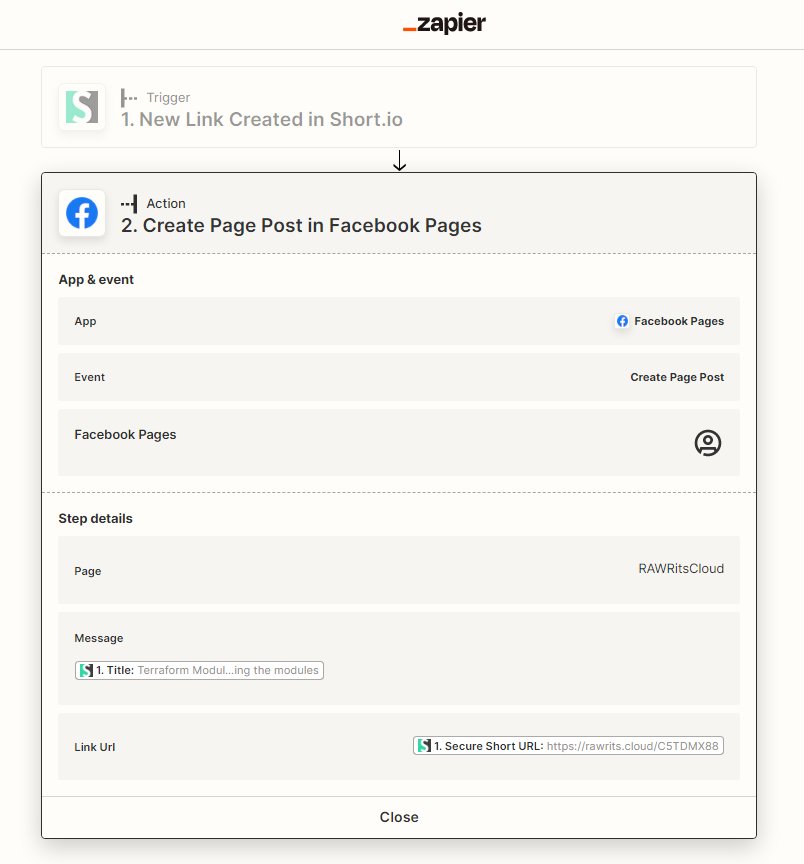 _zapier
Trigger
1. New Link Created in Short.io
Action
2. Create Page Post in Facebook Pages
App & event
App Facebook Pages
Event Create Page Post
Facebook Pages
Step details
Page RAWRitsCloud
Message
1. Title: Terraform Modul...ing the modules
Link Url 1. Secure Short URL: https://rawrits.cloud/C5TDMX88
Close